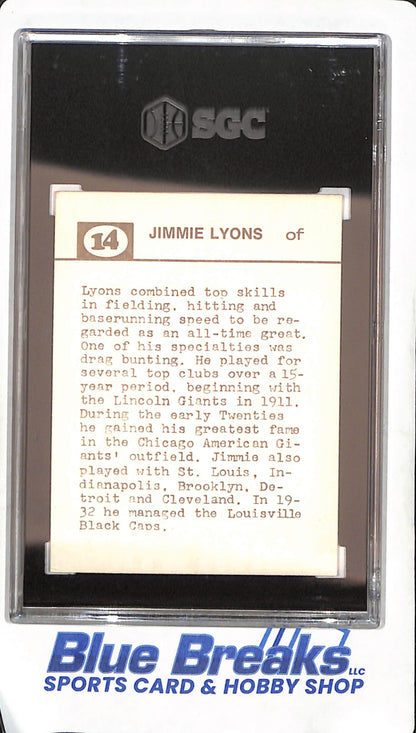 SGC
14 JIMMIE LYONS of
Lyons combined top skills
in fielding, hitting and
baserunning speed to be re-
garded as an all-time great.
One of his specialties was
drag bunting. He played for
several top clubs over a 15-
year period, beginning with
the Lincoln Giants in 1911.
During the early Twenties
he gained his greatest fame
in the Chicago American Gi-
ants' outfield. Jimmie also
played with St. Louis, In-
dianapolis, Brooklyn, De-
troit and Cleveland. In 19-
32 he managed the Louisville
Black Caps.
Blue Breaks LLC
SPORTS CARD & HOBBY SHOP